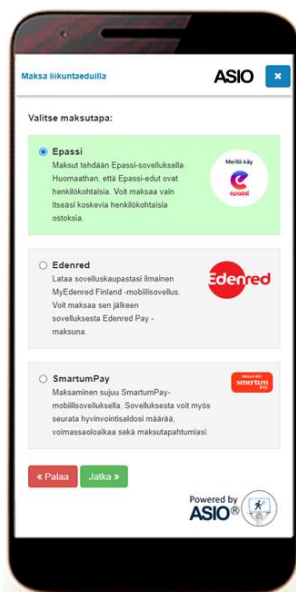 Maksa liikuntaeduilla
ASIO
×
Valitse maksutapa:
Epassi
Maksut tehdään Epassi-sovelluksella.
Huomaathan, että Epassi-edut ovat
henkilökohtaisia. Voit maksaa vain
itseäsi koskevia henkilökohtaisia
ostoksia.
Meillä käy
epassi
Edenred
Lataa sovelluskaupastasi ilmainen
MyEdenred Finland -mobiilisovellus.
Voit maksaa sen jälkeen
sovelluksesta Edenred Pay -
maksuna.
Edenred
SmartumPay
Maksaminen sujuu SmartumPay-
mobiilisovelluksella. Sovelluksesta voit myös
seurata hyvinvointisaldosi määrää,
voimassaoloaikaa sekä maksutapahtumiasi.
smartum
pay
« Palaa
Jatka »
Powered by
ASIO®